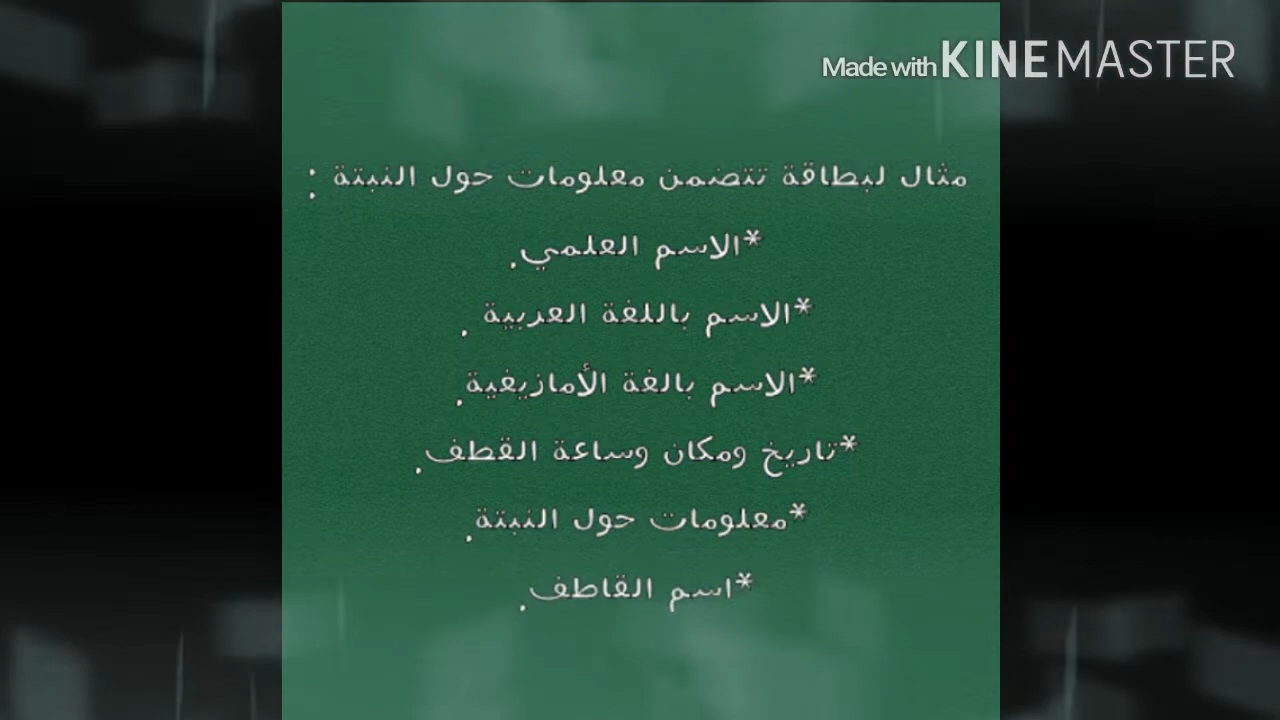 Made with KINEMASTER
مثال لبطاقة تتضمن معلومات حول النبتة :
*الاسم العلمي.
*الاسم باللغة العربية .
*الاسم بالغة الأمازيغية.
*تاريخ ومكان وساعة القطف.
*معلومات حول النبتة.
*اسم القاطف.